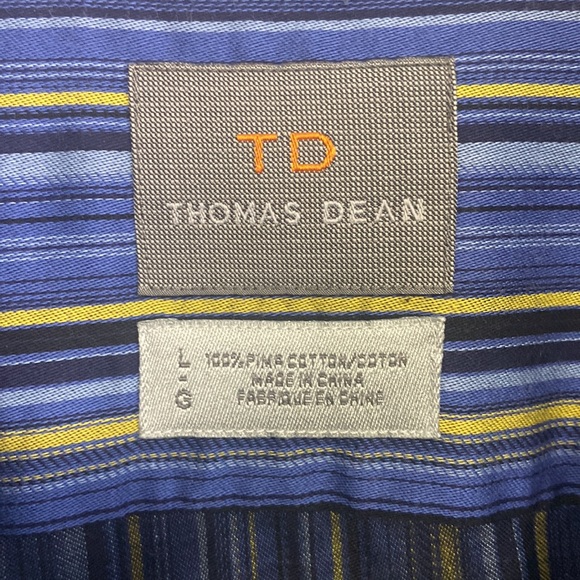 TD
THOMAS DEAN
L
-
G
100% PIMA COTTON/COTON
MADE IN CHINA
FABRIQUE EN CHINE